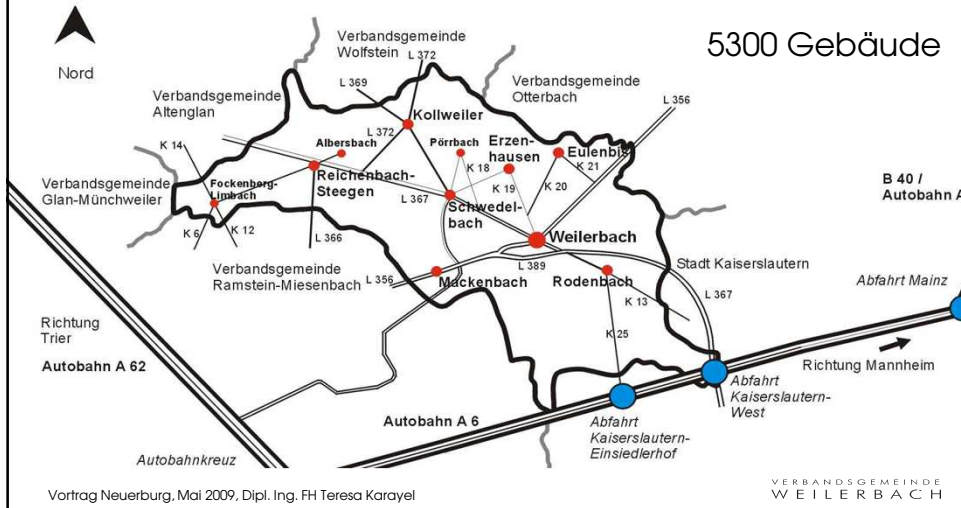 5300 Gebäude
Nord
Verbandsgemeinde
Wolfstein
L 372
L 369
Verbandsgemeinde
Otterbach
L 356
Verbandsgemeinde
Altenglan
Kollweiler
K 14
Albersbach
L 372
Pörrbach
Erzen-
hausen
Eulenbis
K 18
K 21
Reichenbach-
Steegen
Verbandsgemeinde
Glan-Münchweiler
Fockenberg-
Limbach
L 367
K 19
K 20
B 40 /
Autobahn A
Schwedel-
bach
K 6
K 12
L 366
Weilerbach
L 389
Verbandsgemeinde
Ramstein-Miesenbach
L 356
Mackenbach
Rodenbach
Stadt Kaiserslautern
K 13
L 367
Abfahrt Mainz
K 25
Richtung
Trier
Autobahn A 62
Richtung Mannheim
Abfahrt
Kaiserslautern-
West
Autobahn A 6
Abfahrt
Kaiserslautern-
Einsiedlerhof
Autobahnkreuz
Vortrag Neuerburg, Mai 2009, Dipl. Ing. FH Teresa Karayel
VERBANDSGEMEINDE
WEILERBACH